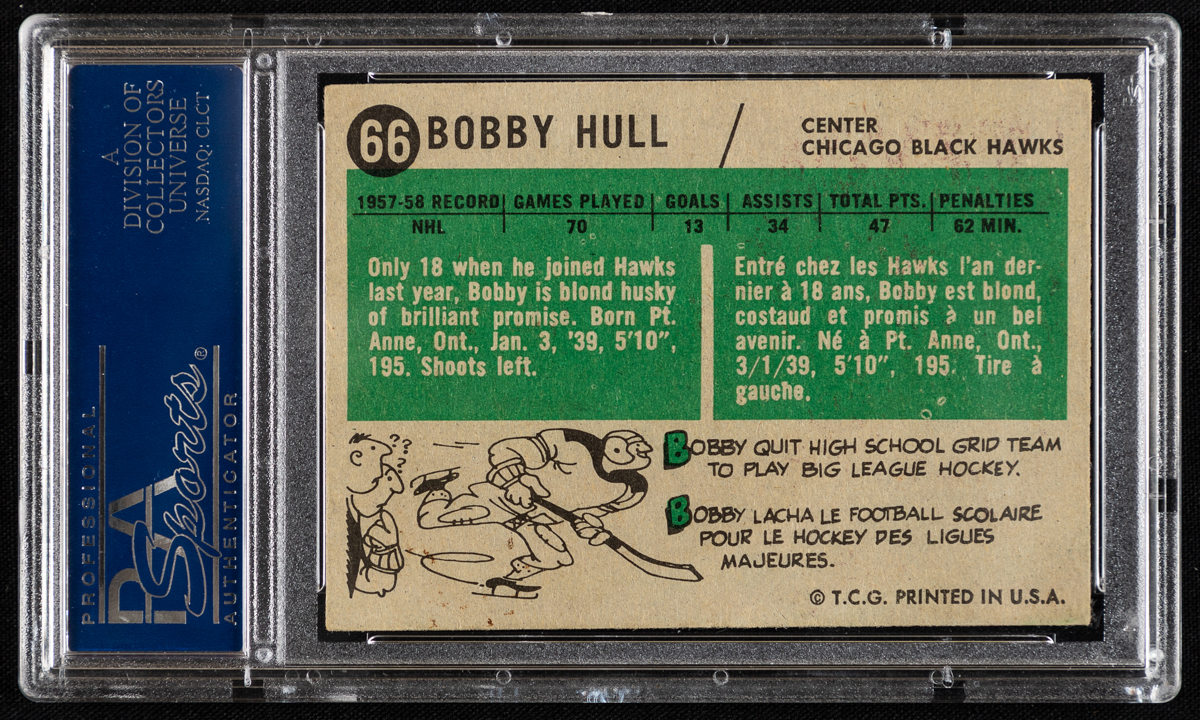 A
DIVISION OF
COLLECTORS
UNIVERSE
NASDAQ: CLCT
PROFESSIONAL
PSA
Sports®
AUTHENTICATOR
66 BOBBY HULL / CENTER
CHICAGO BLACK HAWKS
1957-58 RECORD GAMES PLAYED GOALS ASSISTS TOTAL PTS. PENALTIES
NHL 70 13 34 47 62 MIN.
Only 18 when he joined Hawks
last year, Bobby is blond husky
of brilliant promise. Born Pt.
Anne, Ont., Jan. 3, '39, 5'10",
195. Shoots left.
Entré chez les Hawks l'an der-
nier à 18 ans, Bobby est blond,
costaud et promis à un bel
avenir. Né à Pt. Anne, Ont.,
3/1/39, 5'10", 195. Tire à
gauche.
???
???
BOBBY QUIT HIGH SCHOOL GRID TEAM
TO PLAY BIG LEAGUE HOCKEY.
BOBBY LACHA LE FOOTBALL SCOLAIRE
POUR LE HOCKEY DES LIGUES
MAJEURES.
© T.C.G. PRINTED IN U.S.A.